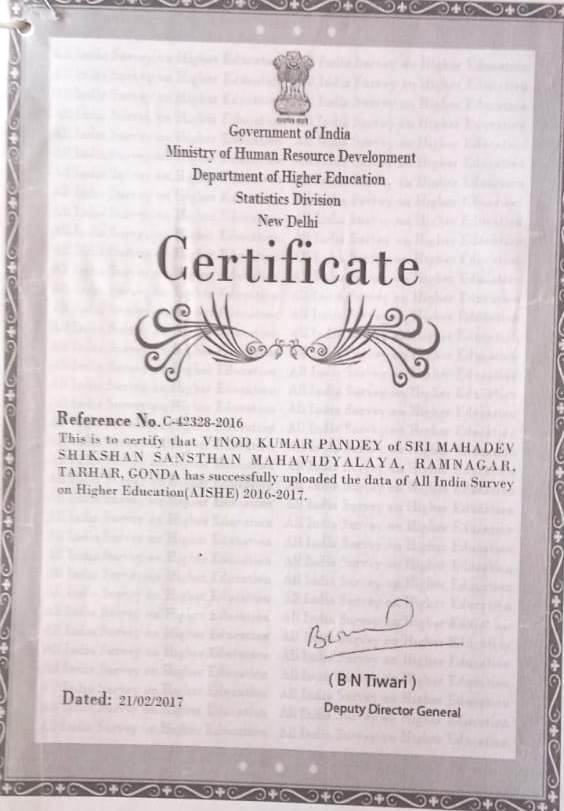 Government of India
Ministry of Human Resource Development
Department of Higher Education
Statistics Division
New Delhi
Certificate
Reference No. C-42328-2016
This is to certify that VINOD KUMAR PANDEY of SRI MAHADEV
SHIKSHAN SANSTHAN MAHAVIDYALAYA, RAMNAGAR,
TARHAR, GONDA has successfully uploaded the data of All India Survey
on Higher Education(AISHE) 2016-2017.
( B N Tiwari )
Deputy Director General
Dated: 21/02/2017